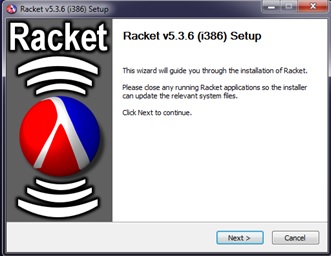 Racket v5.3.6 (i386) Setup
Racket
Racket v5.3.6 (i386) Setup
This wizard will guide you through the installation of Racket.
Please close any running Racket applications so the installer
can update the relevant system files.
Click Next to continue.
Next >
Cancel